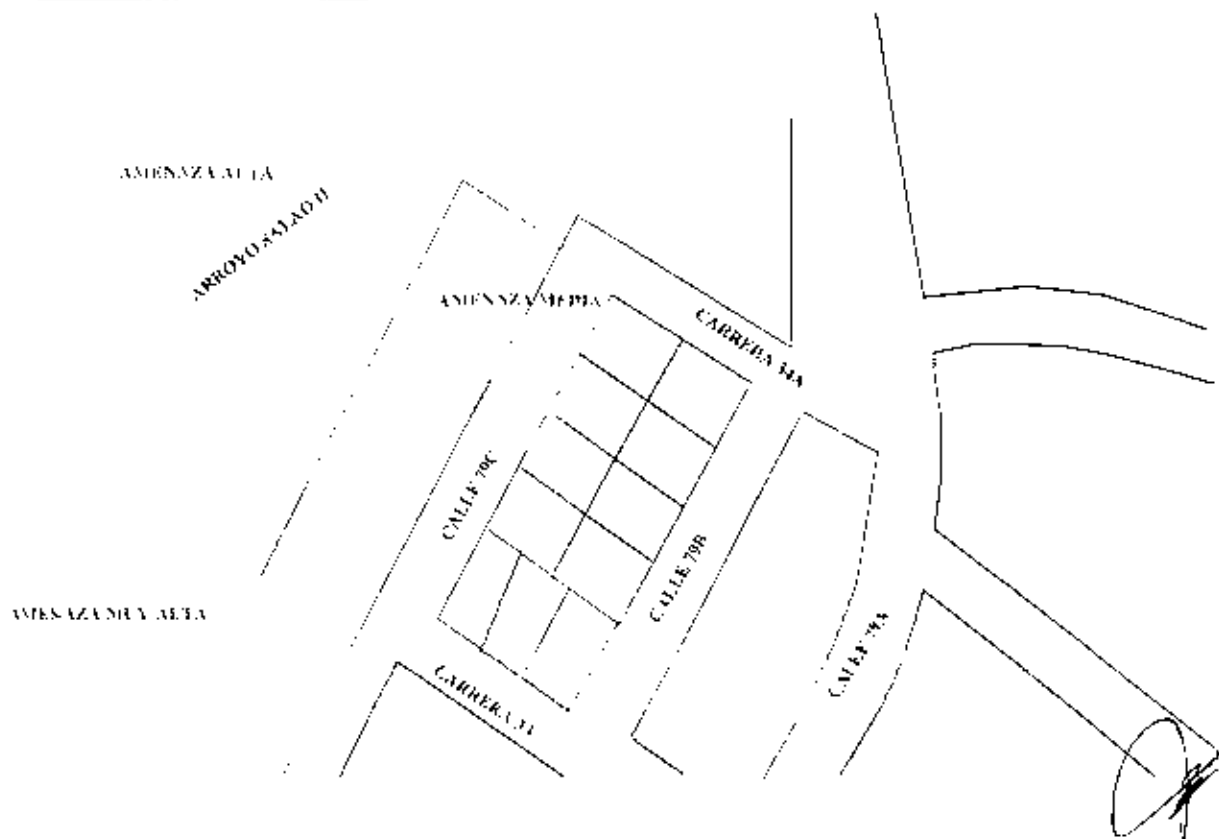 AMENAZA ALTA
ARROYO SALAO II
AMENAZA MEDIA
CARRERA 34A
CALLE 79C
CALLE 79B
AMENAZA MUY ALTA
CALLE 79A
CARRERA 34